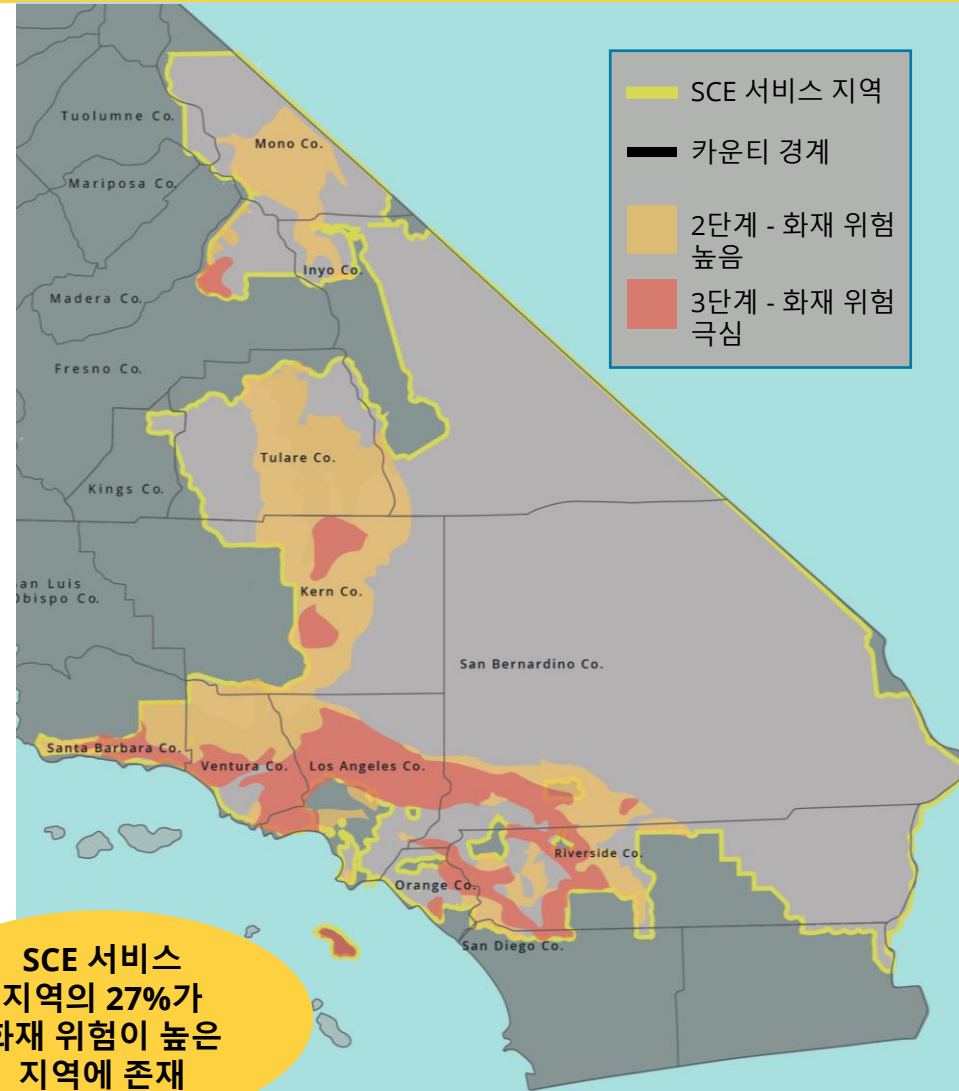 SCE 서비스 지역
카운티 경계
2단계 - 화재 위험
높음
3단계 - 화재 위험
극심
Tuolumne Co.
Mono Co.
Mariposa Co.
Inyo Co.
Madera Co.
Fresno Co.
Tulare Co.
Kings Co.
an Luis
Obispo Co.
Kern Co.
San Bernardino Co.
Santa Barbara Co.
Ventura Co.
Los Angeles Co.
Riverside Co.
Orange Co.
San Diego Co.
SCE 서비스
지역의 27%가
화재 위험이 높은
지역에 존재